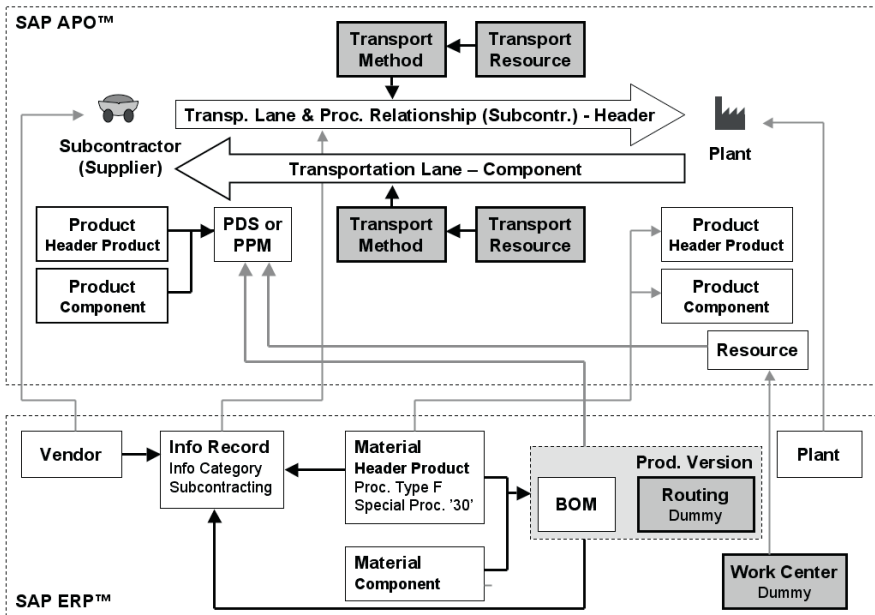 SAP APO™
Transport
Method
Transport
Resource
Transp. Lane & Proc. Relationship (Subcontr.) - Header
Subcontractor
(Supplier)
Plant
Transportation Lane – Component
Product
Header Product
PDS or
PPM
Transport
Method
Transport
Resource
Product
Header Product
Product
Component
Product
Component
Resource
Vendor
Info Record
Info Category
Subcontracting
Material
Header Product
Proc. Type F
Special Proc. '30'
Prod. Version
BOM
Routing
Dummy
Plant
Material
Component
Work Center
Dummy
SAP ERP™